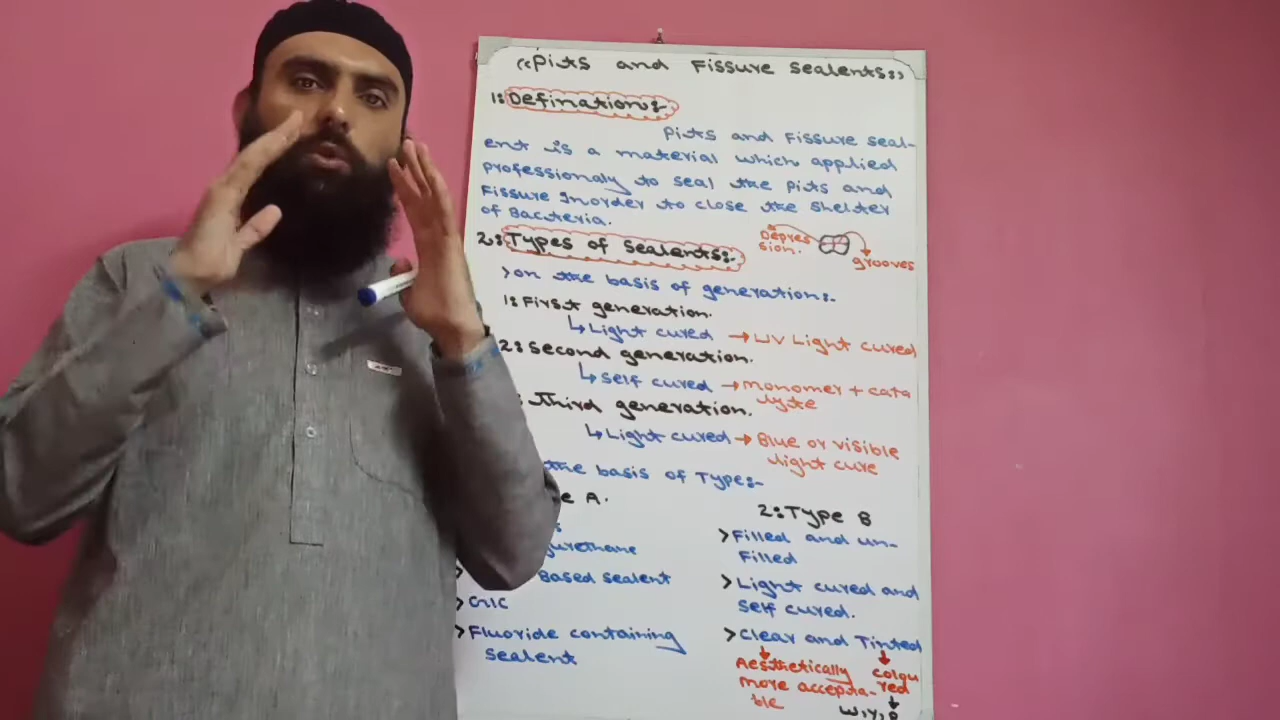 ‹‹Pits and Fissure Sealents:›
1: Defination:-
Pits and Fissure seal-
ent is a material which applied
professionaly to seal the pits and
Fissure Inorder to close the shelter
of Bacteria.
Depres
sion.
grooves
2: Types of Sealents:-
>on the basis of generation:-
1: First generation.
↳Light cured → UV Light cured
2: Second generation.
↳Self cured → monomer + cata
lyte
: Third generation.
↳Light cured → Blue or visible
light cure
the basis of Types:-
A.
Based sealent
>GIC
>Fluoride containing
sealent
2: Type B
>Filled and un-
Filled
>Light cured and
self cured.
>Clear and Tinted
Aesthetically
more accepta-
ble
colou
red